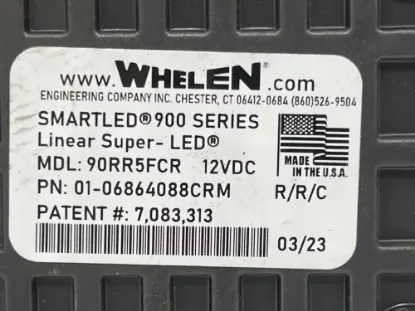 www.WHELEN.com
ENGINEERING COMPANY INC. CHESTER, CT 06412-0684 (860)526-9504
SMARTLED® 900 SERIES
Linear Super-LED®
MDL: 90RR5FCR 12VDC
MADE
IN THE U.S.A.
PN: 01-06864088CRM R/R/C
PATENT #: 7,083,313
03/23